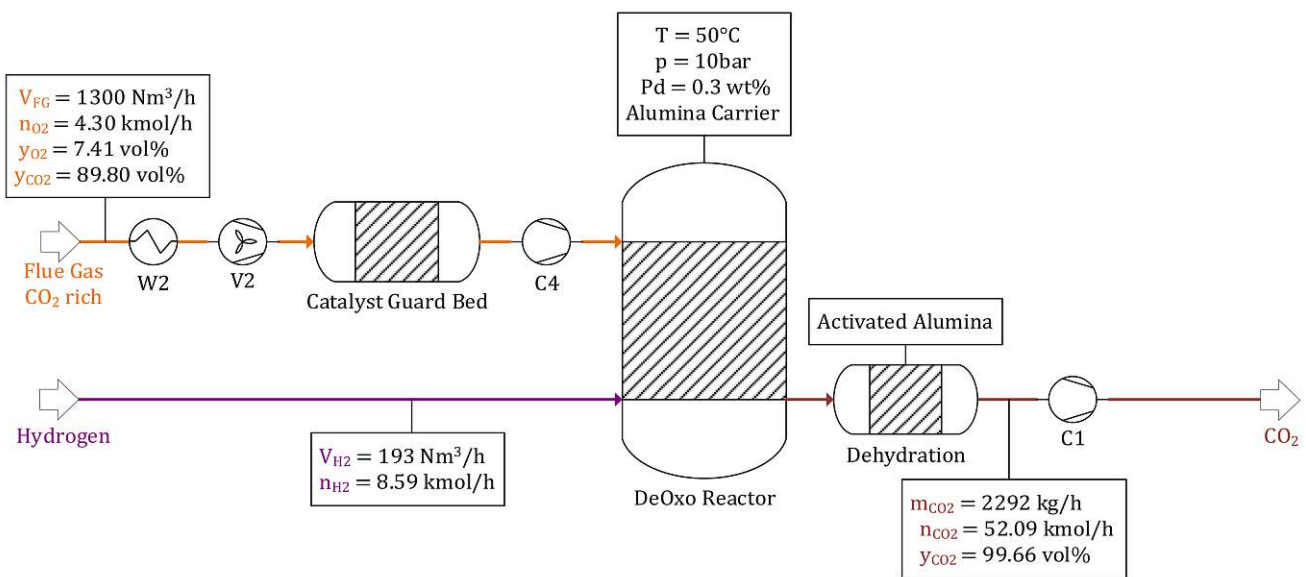 T = 50°C
p = 10bar
Pd = 0.3 wt%
Alumina Carrier
V_FG = 1300 Nm³/h
n_O2 = 4.30 kmol/h
y_O2 = 7.41 vol%
y_CO2 = 89.80 vol%
Flue Gas
CO₂ rich
W2
V2
Catalyst Guard Bed
C4
Activated Alumina
Hydrogen
V_H2 = 193 Nm³/h
n_H2 = 8.59 kmol/h
DeOxo Reactor
Dehydration
C1
CO₂
m_CO2 = 2292 kg/h
n_CO2 = 52.09 kmol/h
y_CO2 = 99.66 vol%